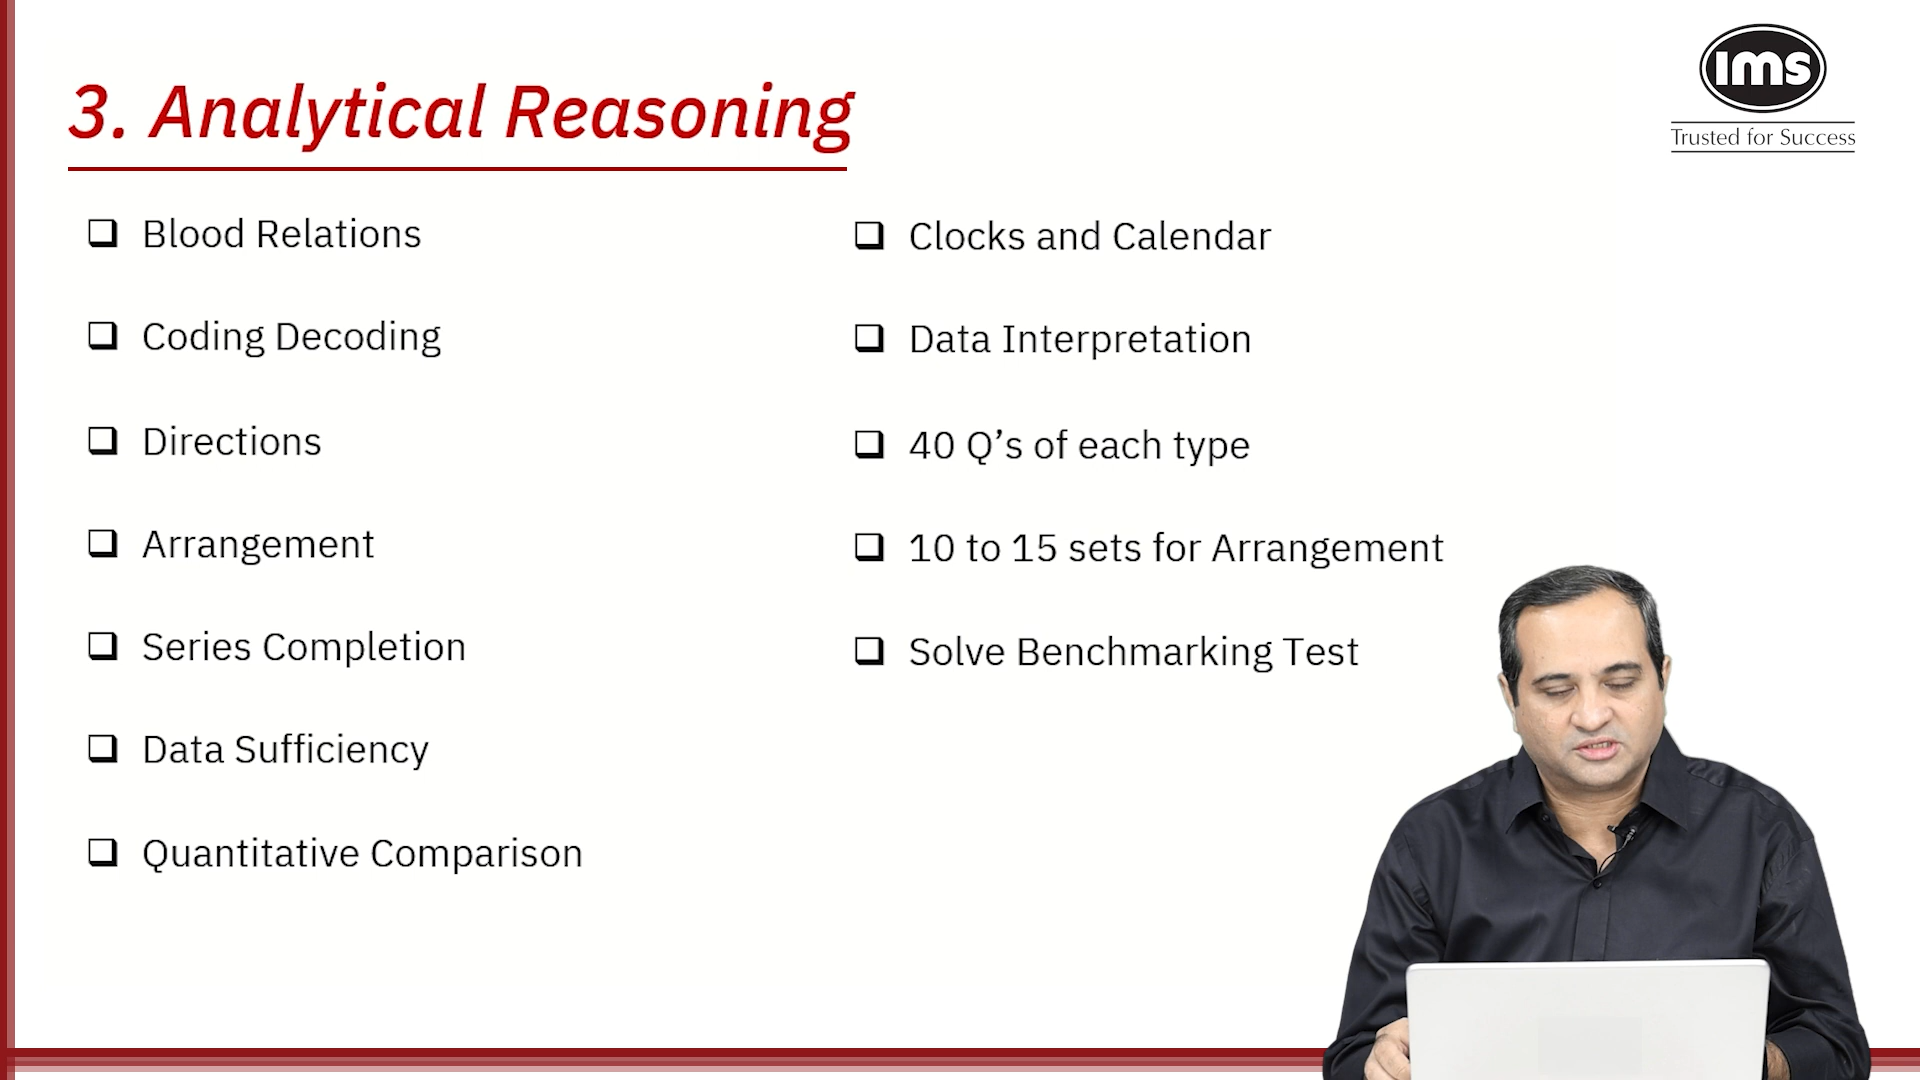 3. Analytical Reasoning
ims
Trusted for Success
Blood Relations
Coding Decoding
Directions
Arrangement
Series Completion
Data Sufficiency
Quantitative Comparison
Clocks and Calendar
Data Interpretation
40 Q’s of each type
10 to 15 sets for Arrangement
Solve Benchmarking Test